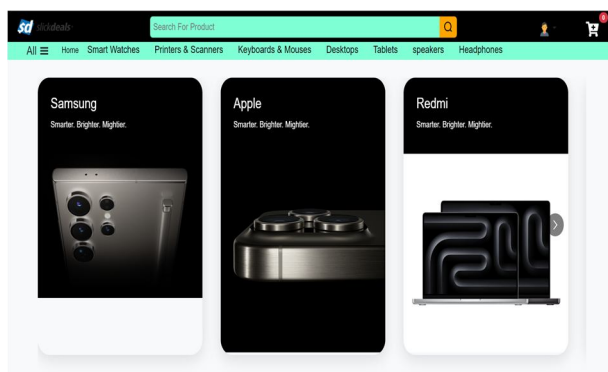 sd slickdeals
Search For Product
0
All
Home Smart Watches Printers & Scanners Keyboards & Mouses Desktops Tablets speakers Headphones
Samsung
Smarter. Brighter. Mightier.
Apple
Smarter. Brighter. Mightier.
Redmi
Smarter. Brighter. Mightier.